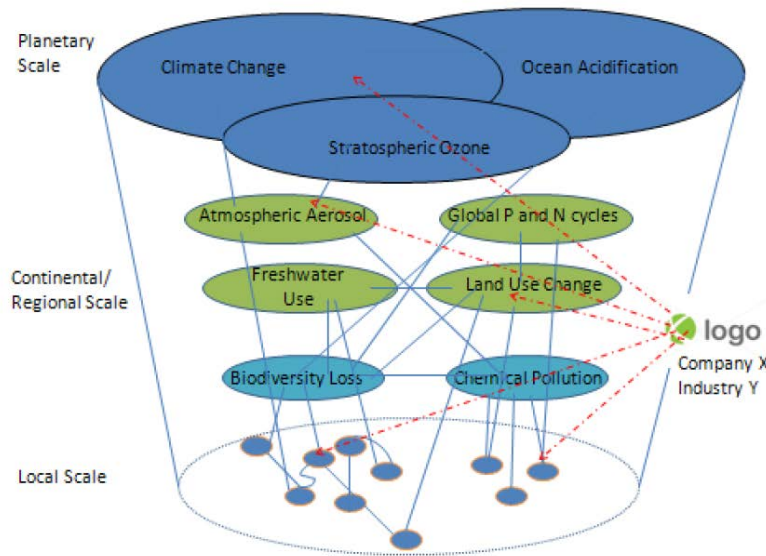 Planetary
Scale
Climate Change
Ocean Acidification
Stratospheric Ozone
Atmospheric Aerosol
Global P and N cycles
Continental/
Regional Scale
Freshwater
Use
Land Use Change
logo
Company X
Industry Y
Biodiversity Loss
Chemical Pollution
Local Scale